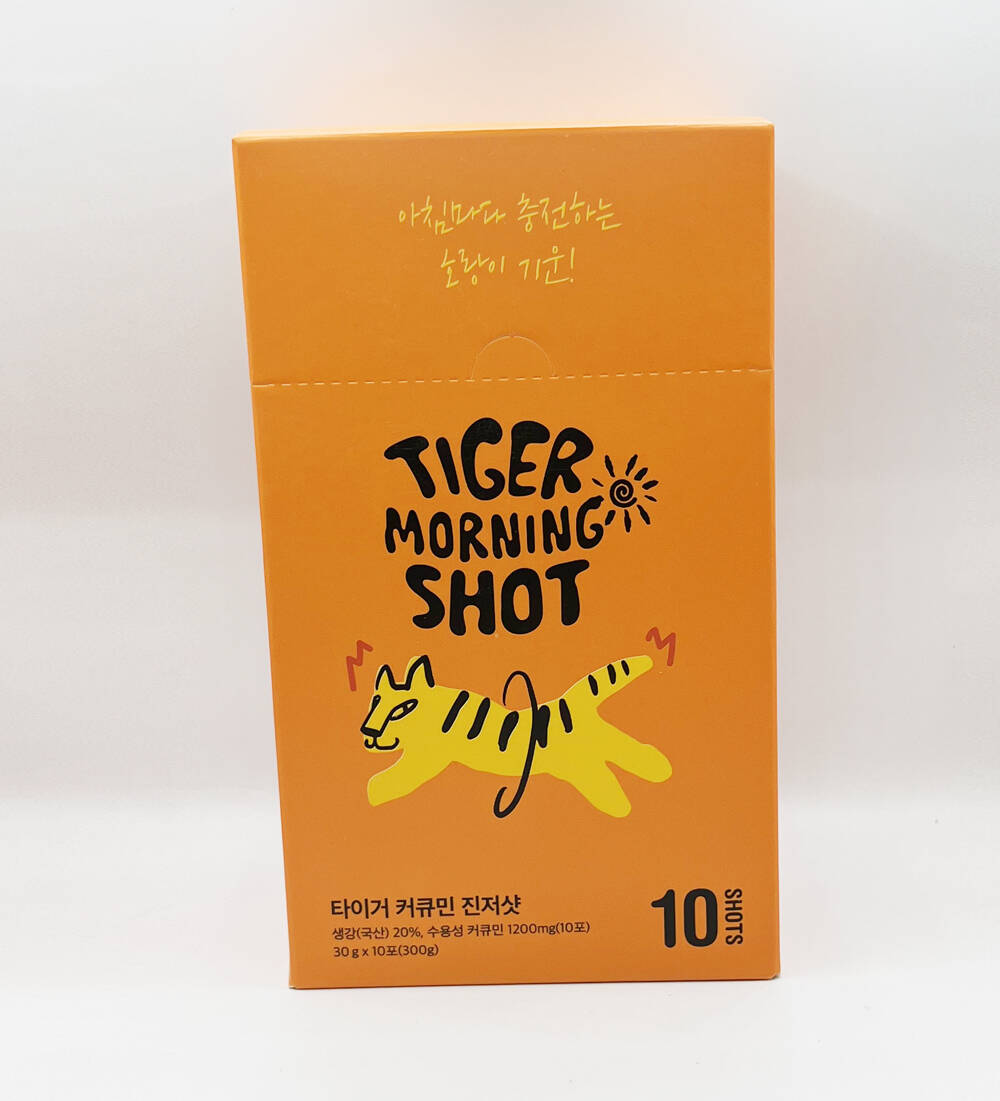 아침마다 충전하는
호랑이 기운!
TIGER
MORNING
SHOT
타이거 커큐민 진저샷
생강(국산) 20%, 수용성 커큐민 1200mg(10포)
30 g x 10포(300g)
10 SHOTS